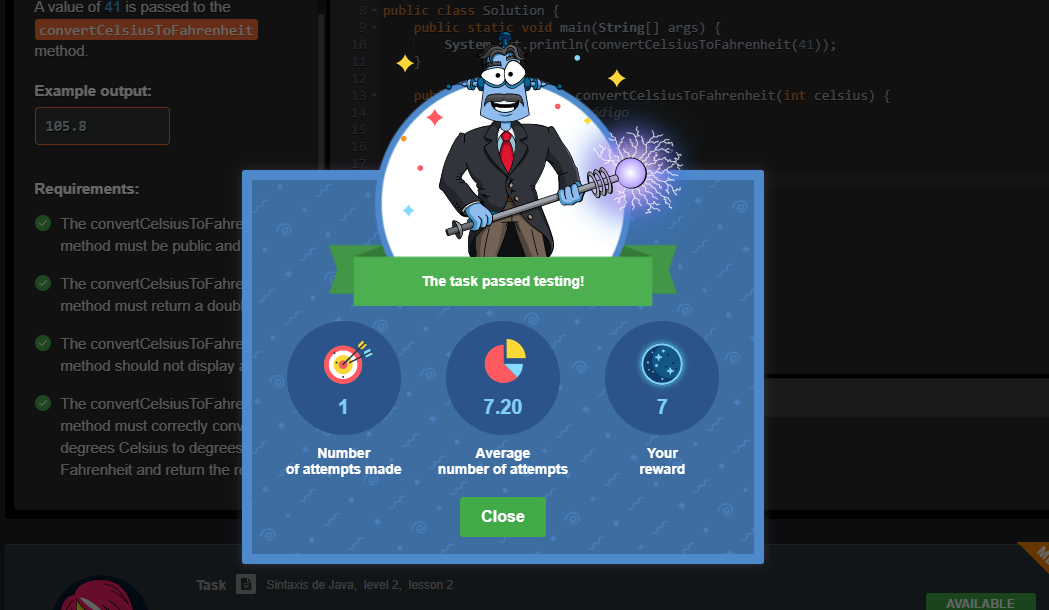 A value of 41 is passed to the
convertCelsiusToFahrenheit
method.
Example output:
105.8
Requirements:
The convertCelsiusToFahre
method must be public and
The convertCelsiusToFahre
method must return a doubl
The convertCelsiusToFahre
method should not display
The convertCelsiusToFahre
method must correctly conv
degrees Celsius to degrees
Fahrenheit and return the re
8 public class Solution {
9 public static void main(String[] args) {
10 System.  t.println(convertCelsiusToFahrenheit(41));
11 }
12
13 pu convertCelsiusToFahrenheit(int celsius) {
14 ódigo
15
16
17
The task passed testing!
1
Number
of attempts made
7.20
Average
number of attempts
7
Your
reward
Close
Task Sintaxis de Java, level 2, lesson 2
AVAILABLE